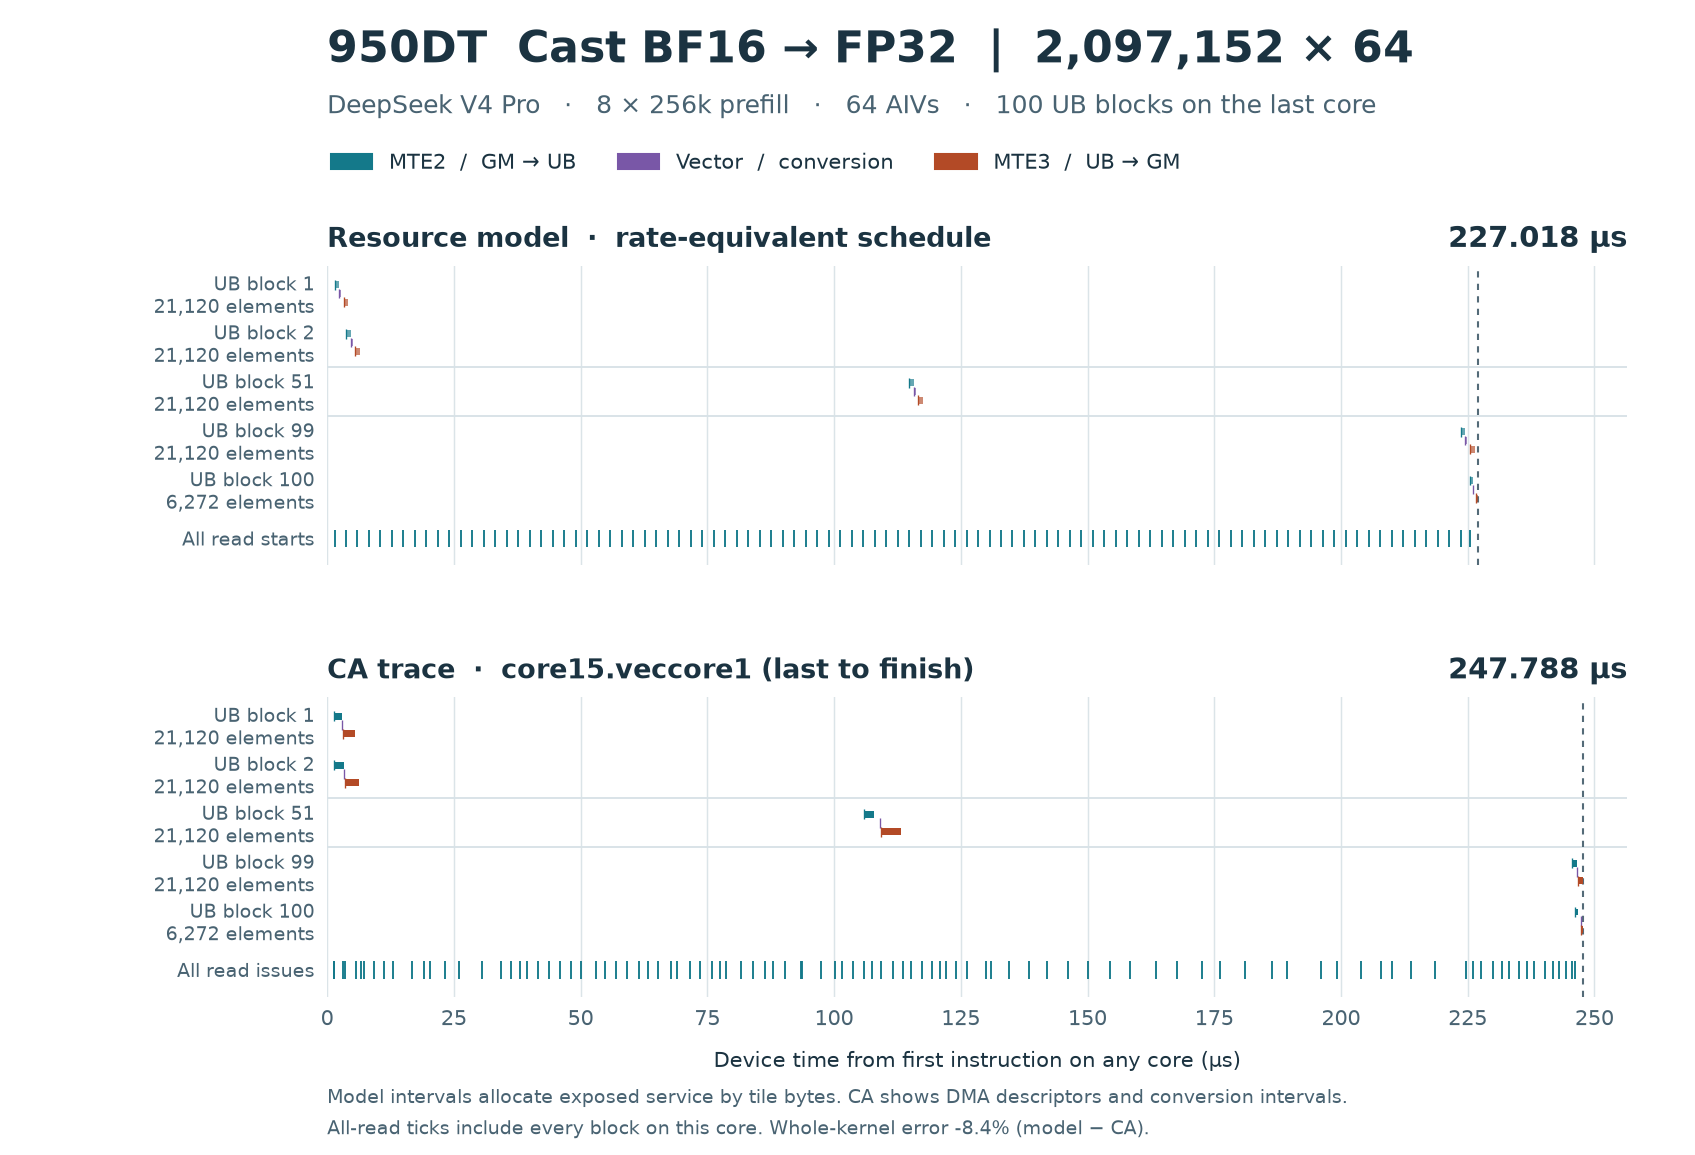 950DT  Cast BF16 → FP32  |  2,097,152 × 64
DeepSeek V4 Pro  ·  8 × 256k prefill  ·  64 AIVs  ·  100 UB blocks on the last core
MTE2 / GM → UB
Vector / conversion
MTE3 / UB → GM
Resource model · rate-equivalent schedule
227.018 µs
UB block 1
21,120 elements
UB block 2
21,120 elements
UB block 51
21,120 elements
UB block 99
21,120 elements
UB block 100
6,272 elements
All read starts
CA trace · core15.veccore1 (last to finish)
247.788 µs
UB block 1
21,120 elements
UB block 2
21,120 elements
UB block 51
21,120 elements
UB block 99
21,120 elements
UB block 100
6,272 elements
All read issues
0 25 50 75 100 125 150 175 200 225 250
Device time from first instruction on any core (µs)
Model intervals allocate exposed service by tile bytes. CA shows DMA descriptors and conversion intervals.
All-read ticks include every block on this core. Whole-kernel error -8.4% (model − CA).